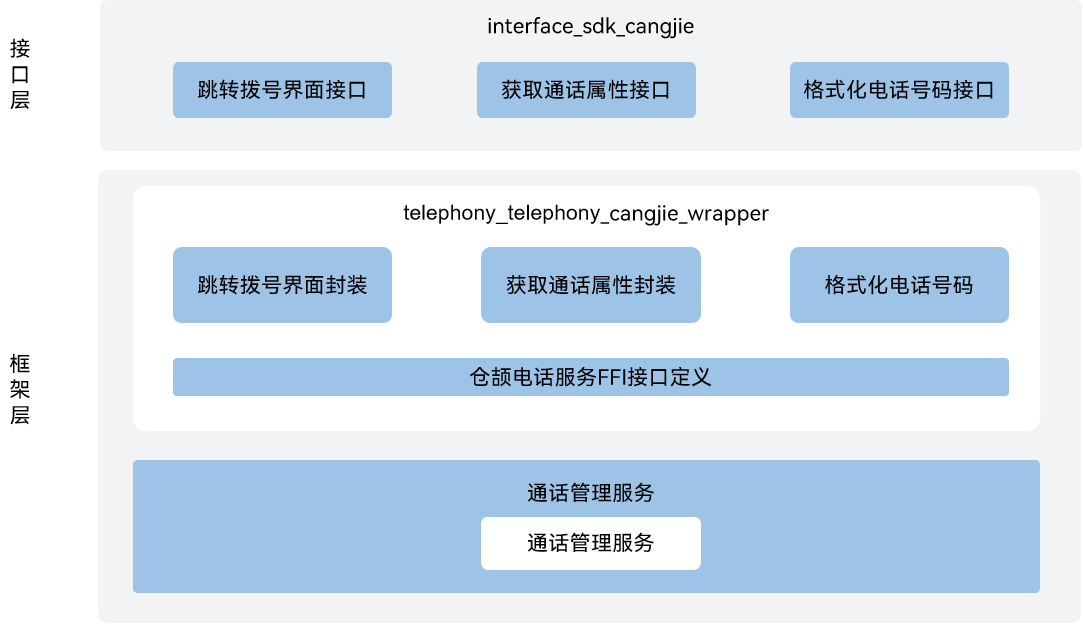 接口层
interface_sdk_cangjie
跳转拨号界面接口
获取通话属性接口
格式化电话号码接口
框架层
telephony_telephony_cangjie_wrapper
跳转拨号界面封装
获取通话属性封装
格式化电话号码
仓颉电话服务FFI接口定义
通话管理服务
通话管理服务